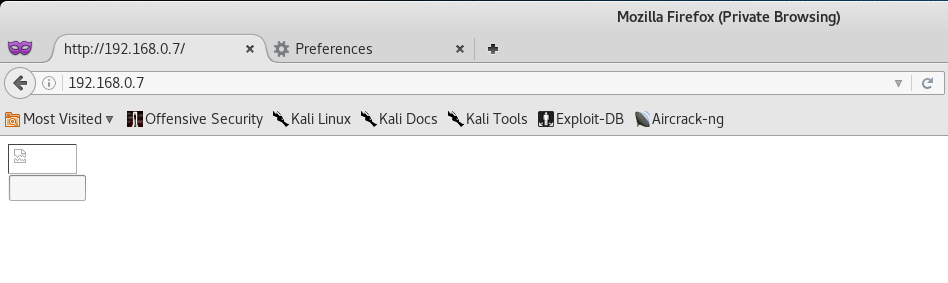 Mozilla Firefox (Private Browsing)
http://192.168.0.7/ Preferences
192.168.0.7
Most Visited Offensive Security Kali Linux Kali Docs Kali Tools Exploit-DB Aircrack-ng